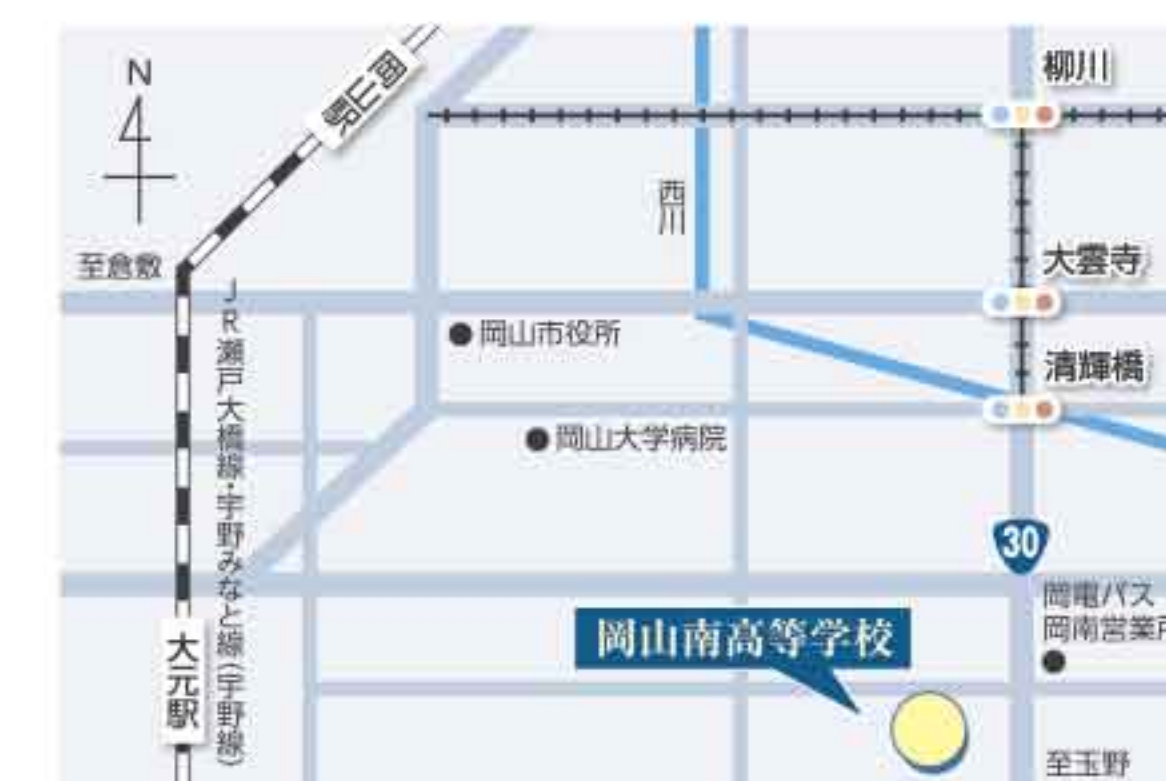 N
岡山駅
柳川
西川
至倉敷
大雲寺
JR瀬戸大橋線・宇野みなと線(宇野線)
岡山市役所
清輝橋
岡山大学病院
30
岡電バス
岡南営業所
岡山南高等学校
大元駅
至玉野